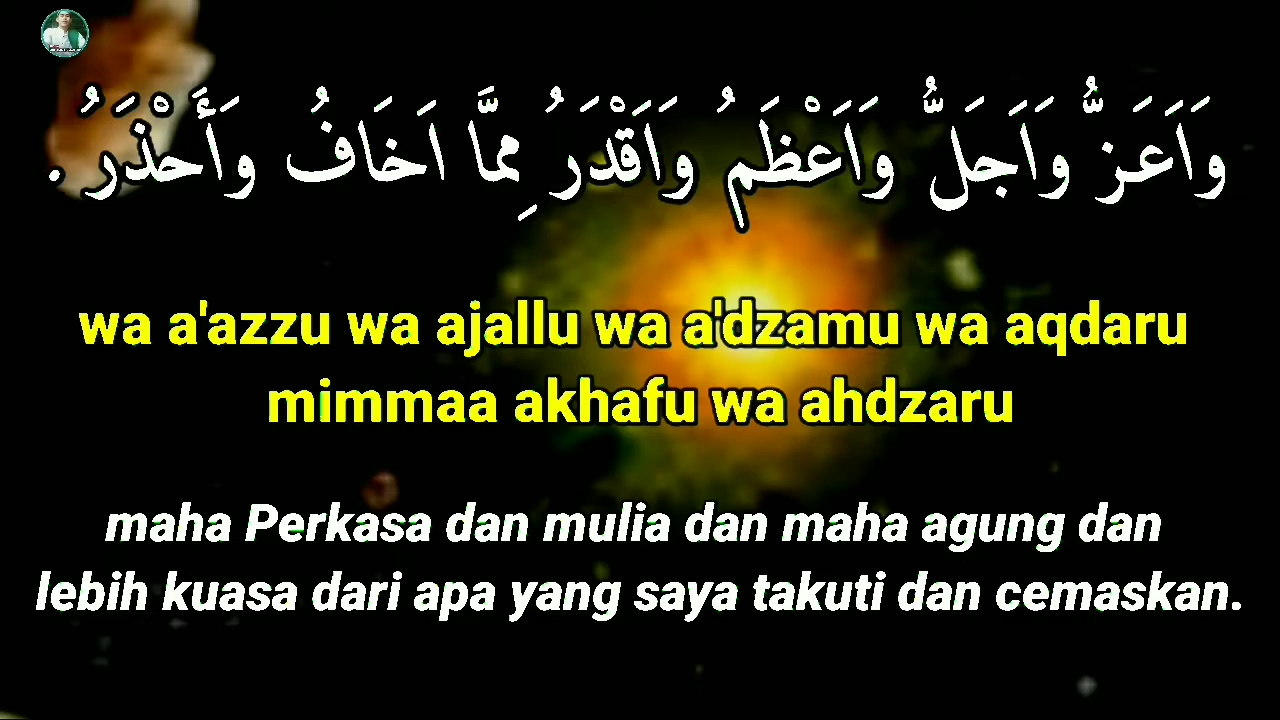 وَاَعَزُّ وَاَجَلُّ وَاَعْظَمُ وَاَقْدَرُ مِمَّا اَخَافُ وَأَحْذَرُ .
wa a'azzu wa ajallu wa a'dzamu wa aqdaru
mimmaa akhafu wa ahdzaru
maha Perkasa dan mulia dan maha agung dan
lebih kuasa dari apa yang saya takuti dan cemaskan.